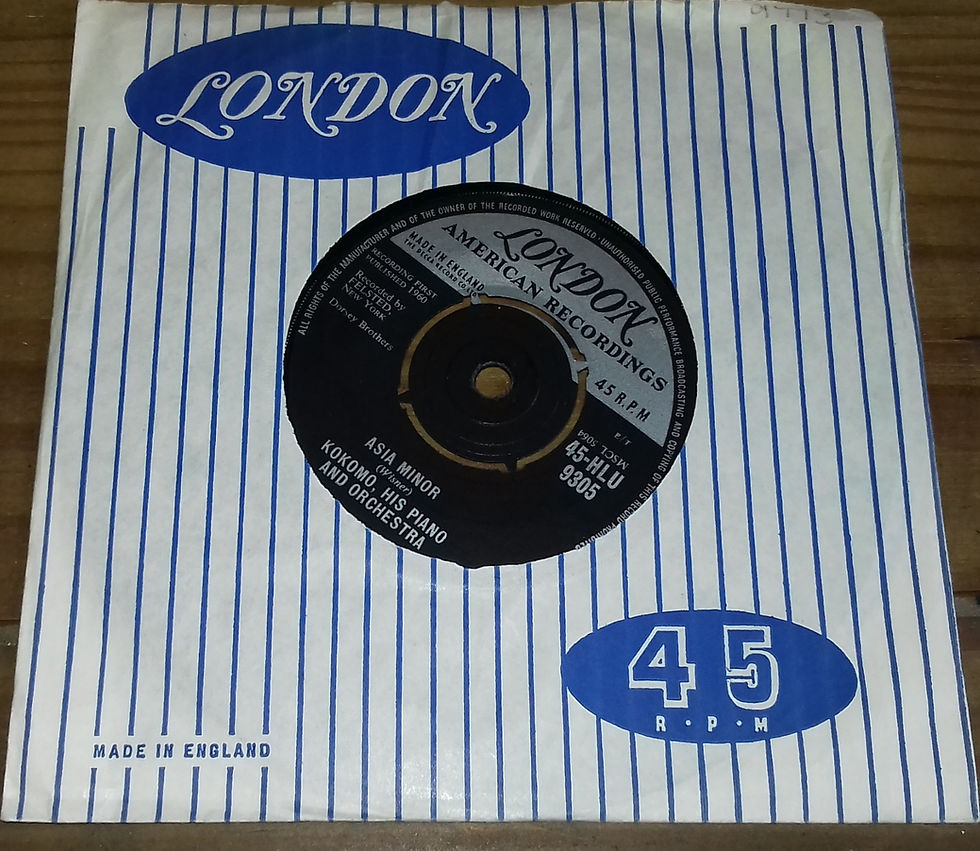 LONDON
ALL RIGHTS OF THE MANUFACTURER AND OF THE OWNER OF THE RECORDED WORK RESERVED · UNAUTHORISED PUBLIC PERFORMANCE BROADCASTING AND COPYING OF THIS RECORD PROHIBITED
LONDON
AMERICAN RECORDINGS
MADE IN ENGLAND
THE DECCA RECORD CO
45 R.P.M
RECORDING FIRST
PUBLISHED 1960
Recorded by
FELSTED
NEW YORK
Dorsey Brothers
MSCL 5064
45-HLU
9305
ASIA MINOR
(Wisner)
KOKOMO, HIS PIANO
AND ORCHESTRA
45
R·P·M
MADE IN ENGLAND